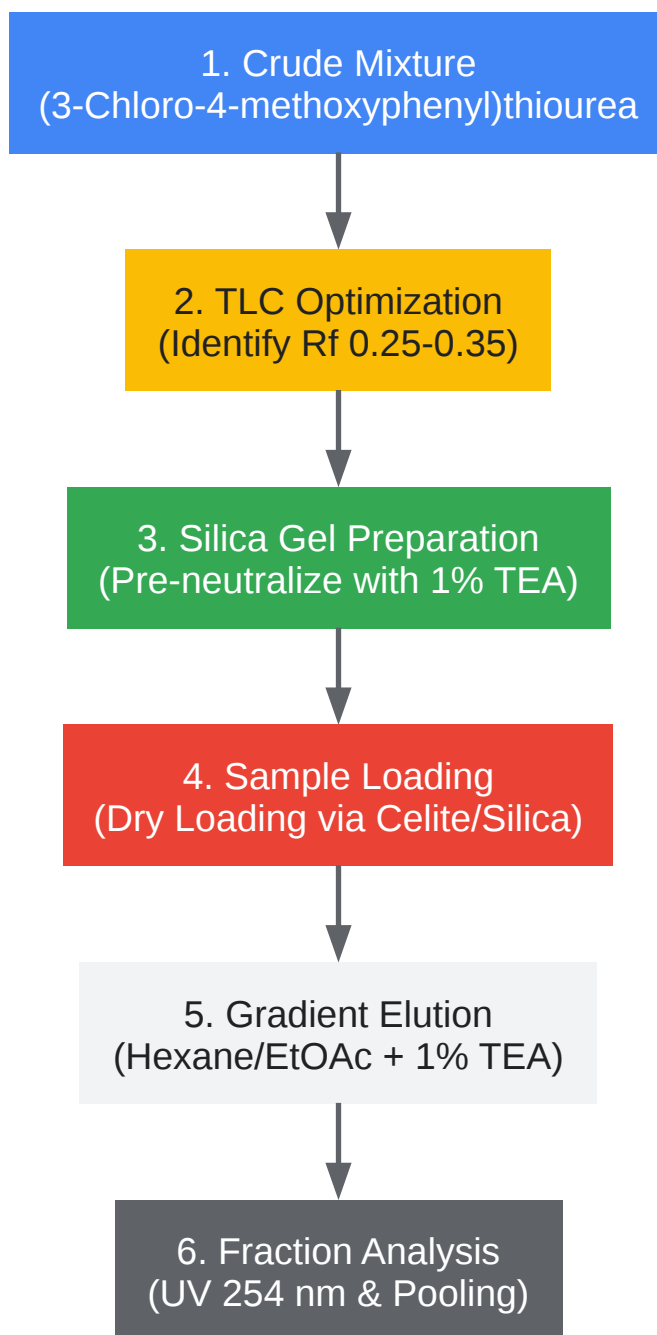 1. Crude Mixture
(3-Chloro-4-methoxyphenyl)thiourea
2. TLC Optimization
(Identify Rf 0.25-0.35)
3. Silica Gel Preparation
(Pre-neutralize with 1% TEA)
4. Sample Loading
(Dry Loading via Celite/Silica)
5. Gradient Elution
(Hexane/EtOAc + 1% TEA)
6. Fraction Analysis
(UV 254 nm & Pooling)